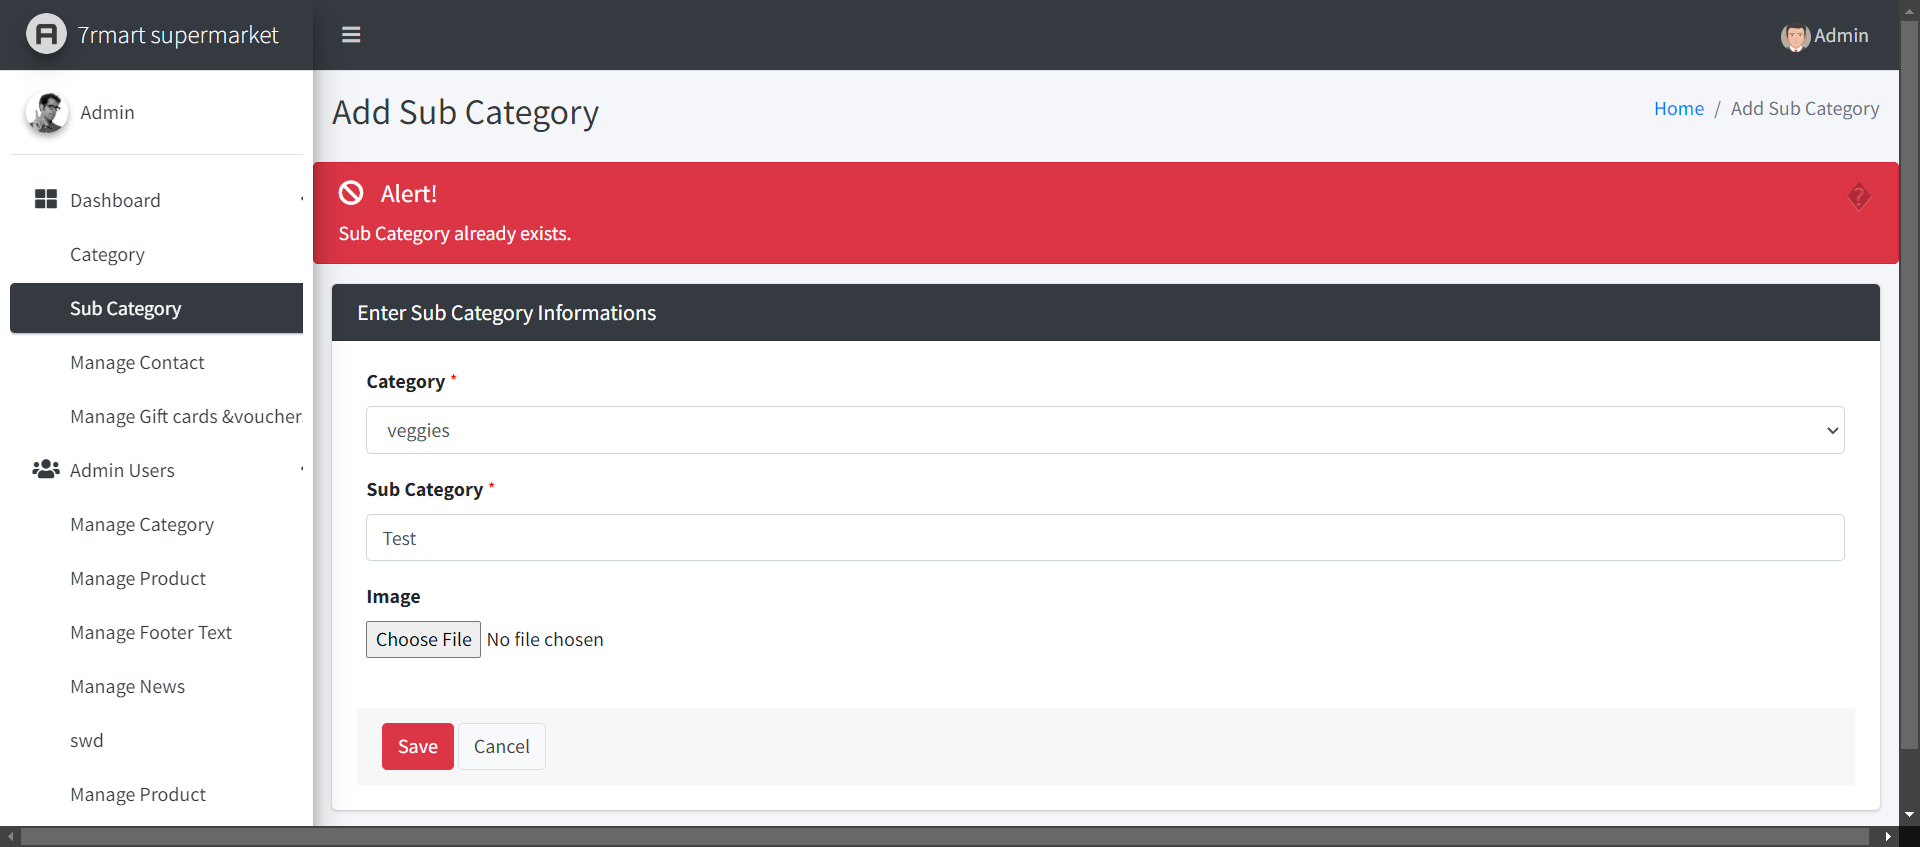 7rmart supermarket
Admin
Admin
Dashboard
Category
Sub Category
Manage Contact
Manage Gift cards &voucher
Admin Users
Manage Category
Manage Product
Manage Footer Text
Manage News
swd
Manage Product
Add Sub Category
Home / Add Sub Category
Alert!
Sub Category already exists.
Enter Sub Category Informations
Category *
veggies
Sub Category *
Test
Image
Choose File No file chosen
Save Cancel